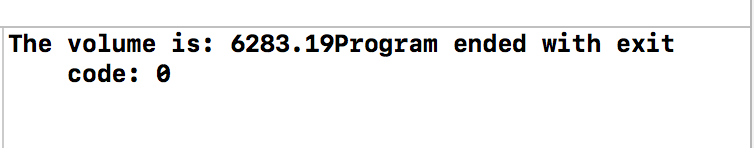 The volume is: 6283.19Program ended with exit
code: 0